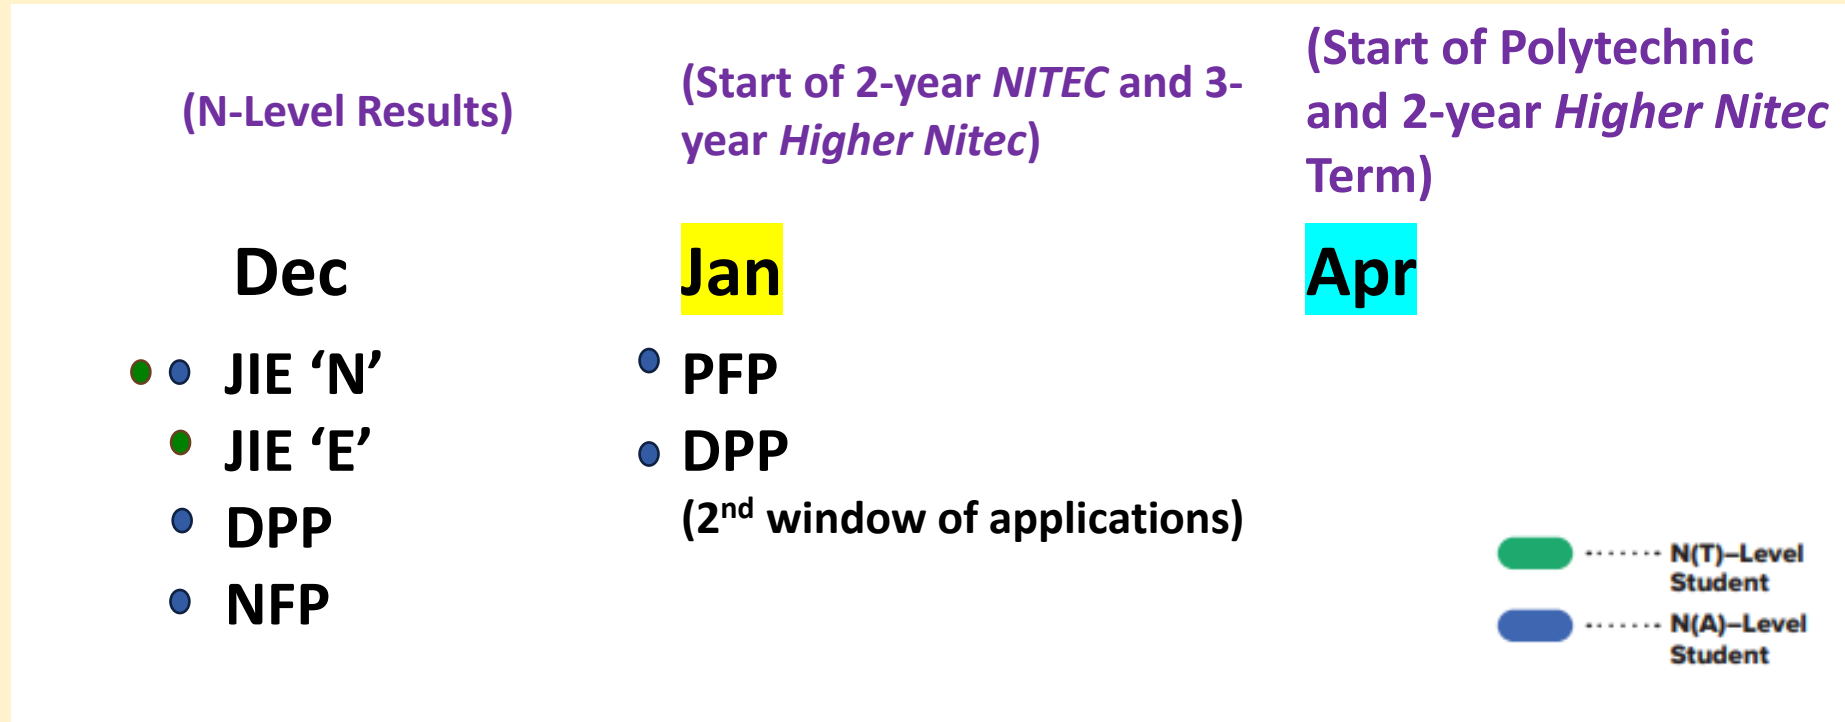 (N-Level Results)
(Start of 2-year NITEC and 3-
year Higher Nitec)
(Start of Polytechnic
and 2-year Higher Nitec
Term)
Dec
Jan
Apr
JIE ‘N’
JIE ‘E’
DPP
NFP
PFP
DPP
(2nd window of applications)
N(T)–Level
Student
N(A)–Level
Student